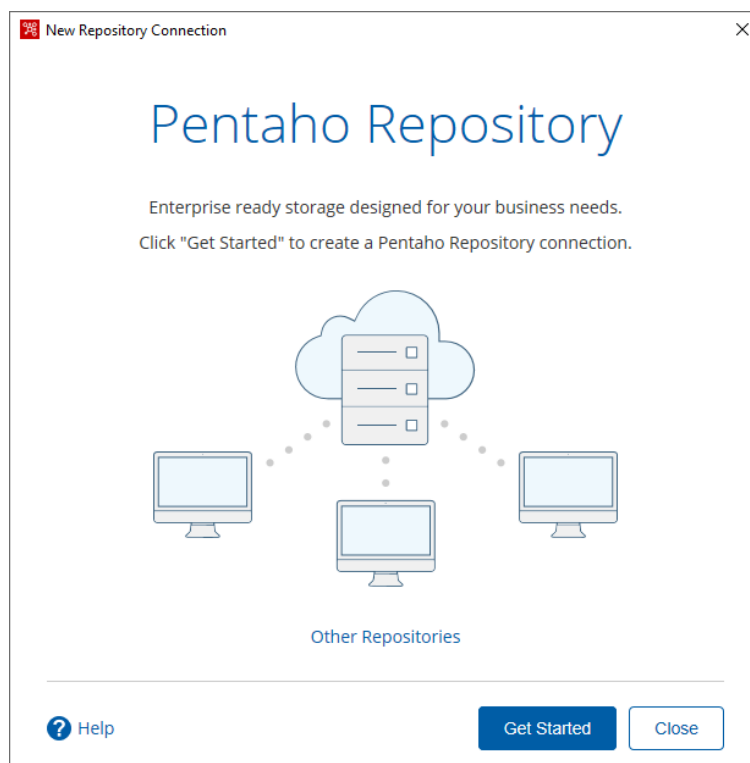 New Repository Connection
Pentaho Repository
Enterprise ready storage designed for your business needs.
Click "Get Started" to create a Pentaho Repository connection.
Other Repositories
? Help
Get Started
Close